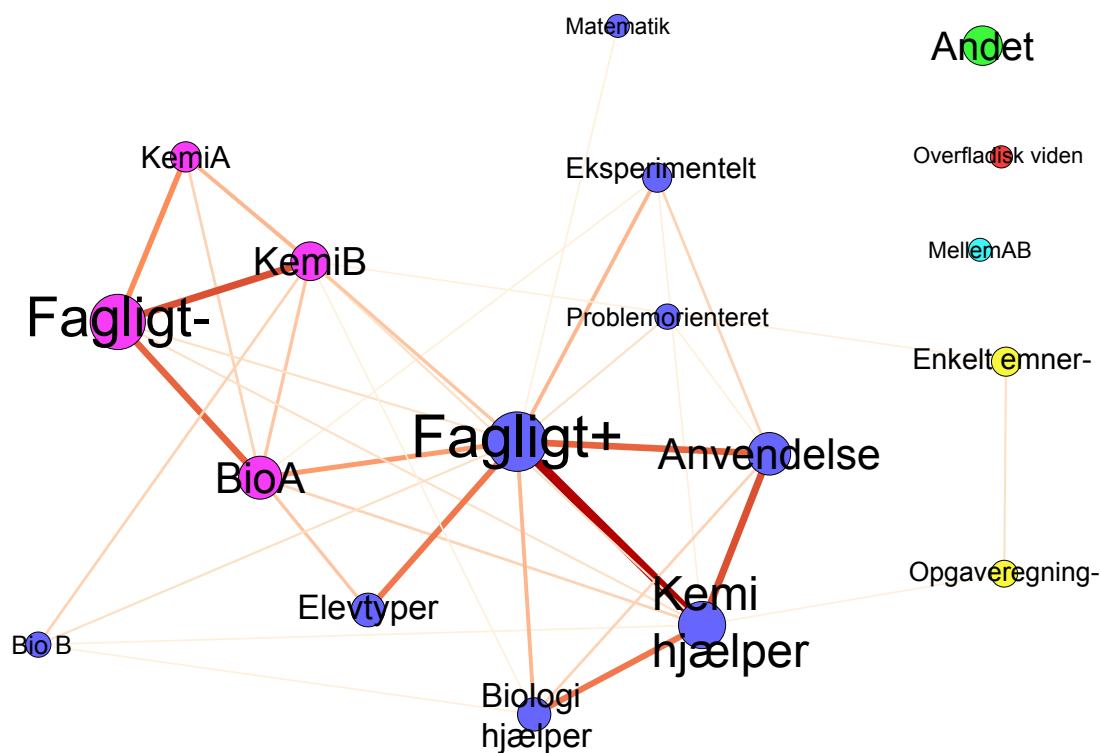 Matematik
Andet
KemiA
Eksperimentelt
Overfladisk viden
KemiB
MellemAB
Fagligt-
Problemorienteret
Enkelt emner-
Fagligt+
Anvendelse
BioA
Opgaveregning-
Elevtyper
Kemi
hjælper
Bio B
Biologi
hjælper